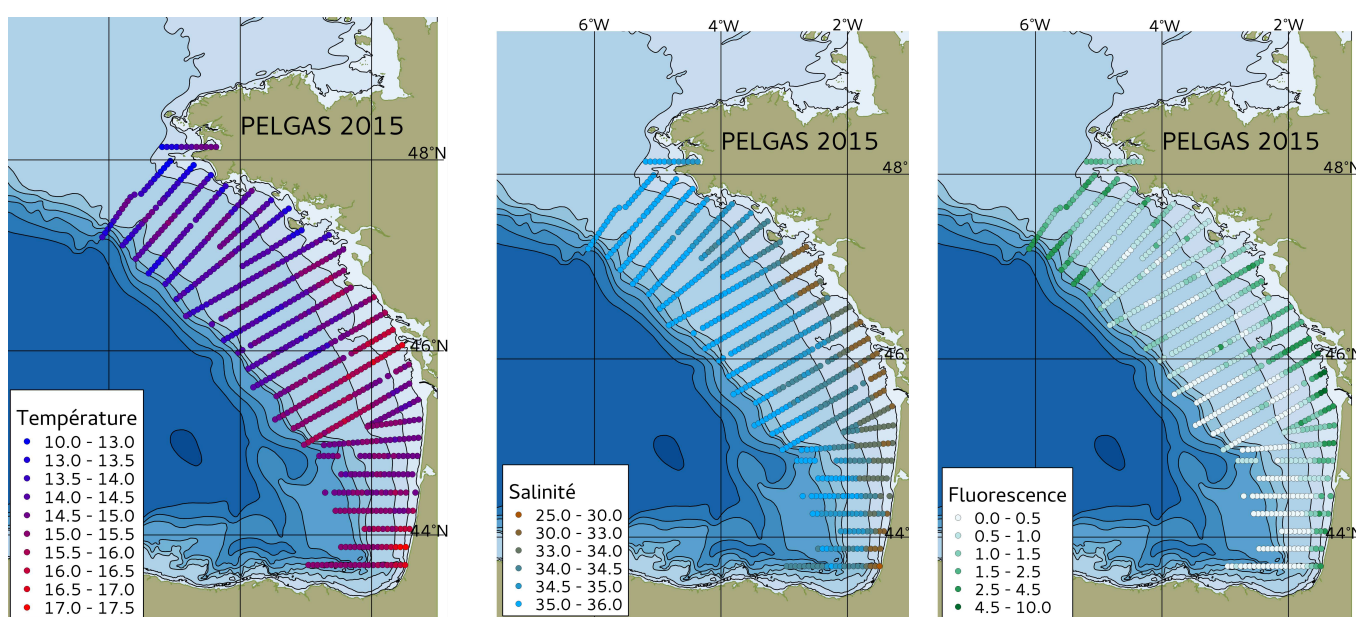 PELGAS 2015
48°N
46°N
44°N
Température
10.0 - 13.0
13.0 - 13.5
13.5 - 14.0
14.0 - 14.5
14.5 - 15.0
15.0 - 15.5
15.5 - 16.0
16.0 - 16.5
16.5 - 17.0
17.0 - 17.5
6°W 4°W 2°W
PELGAS 2015
48°
46°N
44°N
Salinité
25.0 - 30.0
30.0 - 33.0
33.0 - 34.0
34.0 - 34.5
34.5 - 35.0
35.0 - 36.0
6°W 4°W 2°W
PELGAS 2015
48°
46°N
44°N
Fluorescence
0.0 - 0.5
0.5 - 1.0
1.0 - 1.5
1.5 - 2.5
2.5 - 4.5
4.5 - 10.0